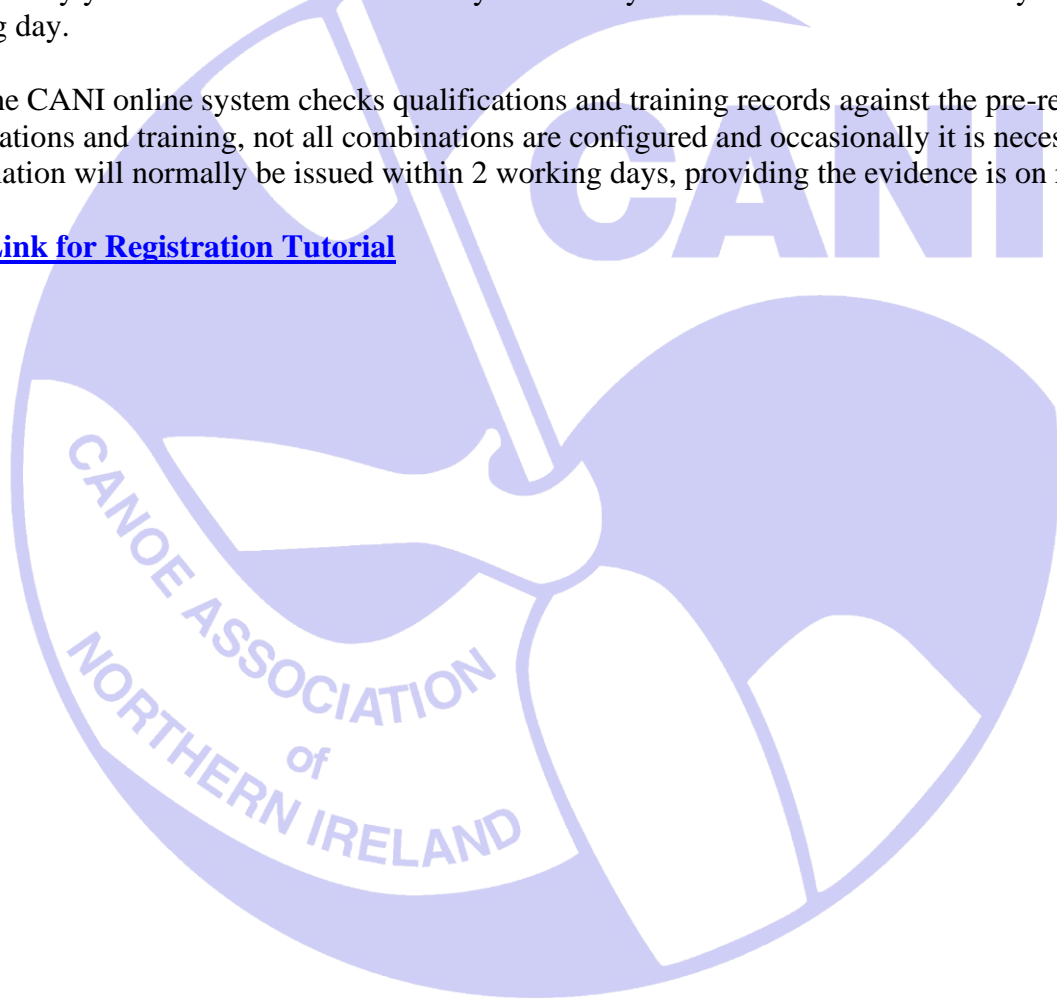 g day.
ne CANI online system checks qualifications and training records against the pre-re
ations and training, not all combinations are configured and occasionally it is neces
ation will normally be issued within 2 working days, providing the evidence is on
Link for Registration Tutorial
CANI
CANOE ASSOCIATION
of
NORTHERN IRELAND